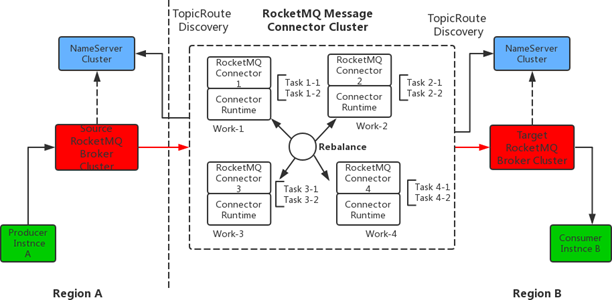 TopicRoute
Discovery
RocketMQ Message
Connector Cluster
TopicRoute
Discovery
NameServer
Cluster
NameServer
Cluster
RocketMQ
Connector
1
Connector
Runtime
Task 1-1
Task 1-2
Work-1
RocketMQ
Connector
2
Connector
Runtime
Task 2-1
Task 2-2
Work-2
Source
RocketMQ
Broker
Cluster
Rebalance
Target
RocketMQ
Broker Cluster
RocketMQ
Connector
3
Connector
Runtime
Task 3-1
Task 3-2
Work-3
RocketMQ
Connector
4
Connector
Runtime
Task 4-1
Task 4-2
Work-4
Producer
Instnce
A
Consumer
Instnce B
Region A
Region B